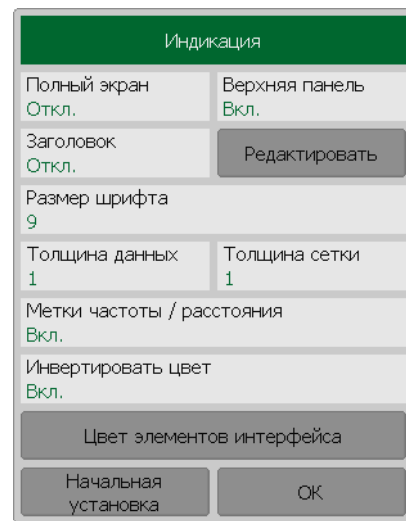 Индикация
Полный экран
Откл.
Верхняя панель
Вкл.
Заголовок
Откл.
Редактировать
Размер шрифта
9
Толщина данных
1
Толщина сетки
1
Метки частоты / расстояния
Вкл.
Инвертировать цвет
Вкл.
Цвет элементов интерфейса
Начальная
установка
ОК